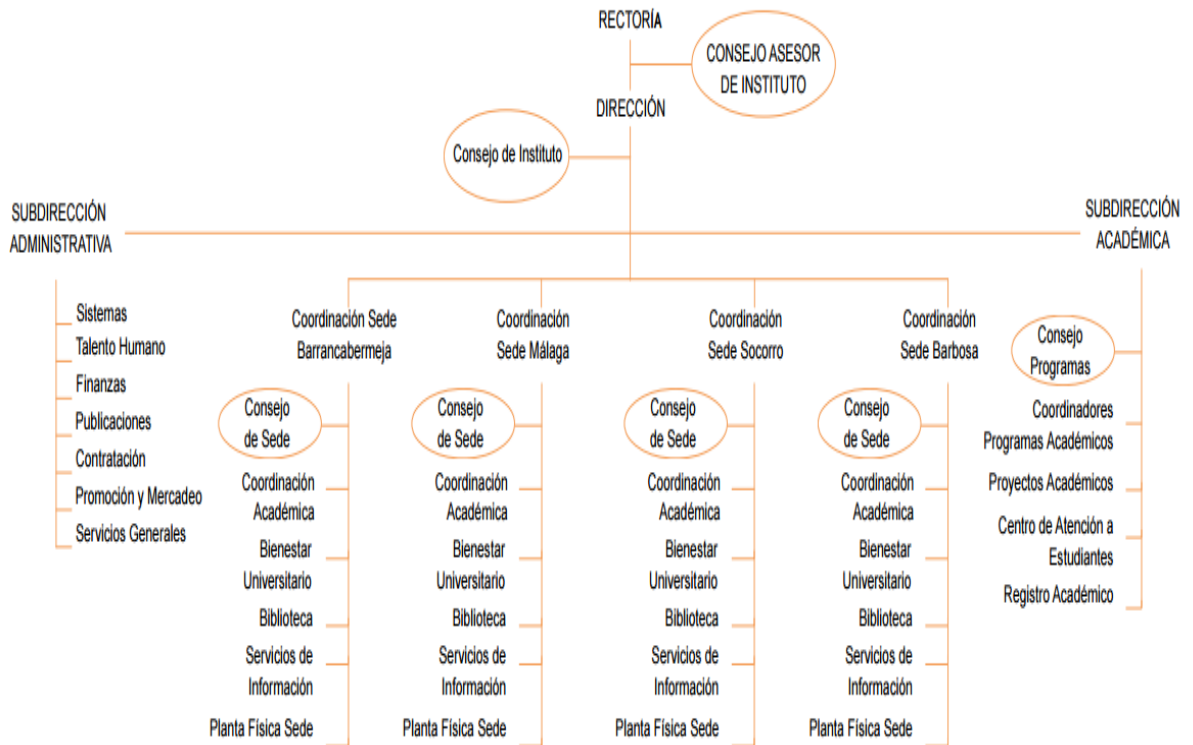 RECTORÍA
CONSEJO ASESOR
DE INSTITUTO
DIRECCIÓN
Consejo de Instituto
SUBDIRECCIÓN
ADMINISTRATIVA
Sistemas
Talento Humano
Finanzas
Publicaciones
Contratación
Promoción y Mercadeo
Servicios Generales
Coordinación Sede
Barrancabermeja
Consejo
de Sede
Coordinación
Académica
Bienestar
Universitario
Biblioteca
Servicios de
Información
Planta Física Sede
Coordinación
Sede Málaga
Consejo
de Sede
Coordinación
Académica
Bienestar
Universitario
Biblioteca
Servicios de
Información
Planta Física Sede
Coordinación
Sede Socorro
Consejo
de Sede
Coordinación
Académica
Bienestar
Universitario
Biblioteca
Servicios de
Información
Planta Física Sede
Coordinación
Sede Barbosa
Consejo
de Sede
Coordinación
Académica
Bienestar
Universitario
Biblioteca
Servicios de
Información
Planta Física Sede
SUBDIRECCIÓN
ACADÉMICA
Consejo
Programas
Coordinadores
Programas Académicos
Proyectos Académicos
Centro de Atención a
Estudiantes
Registro Académico